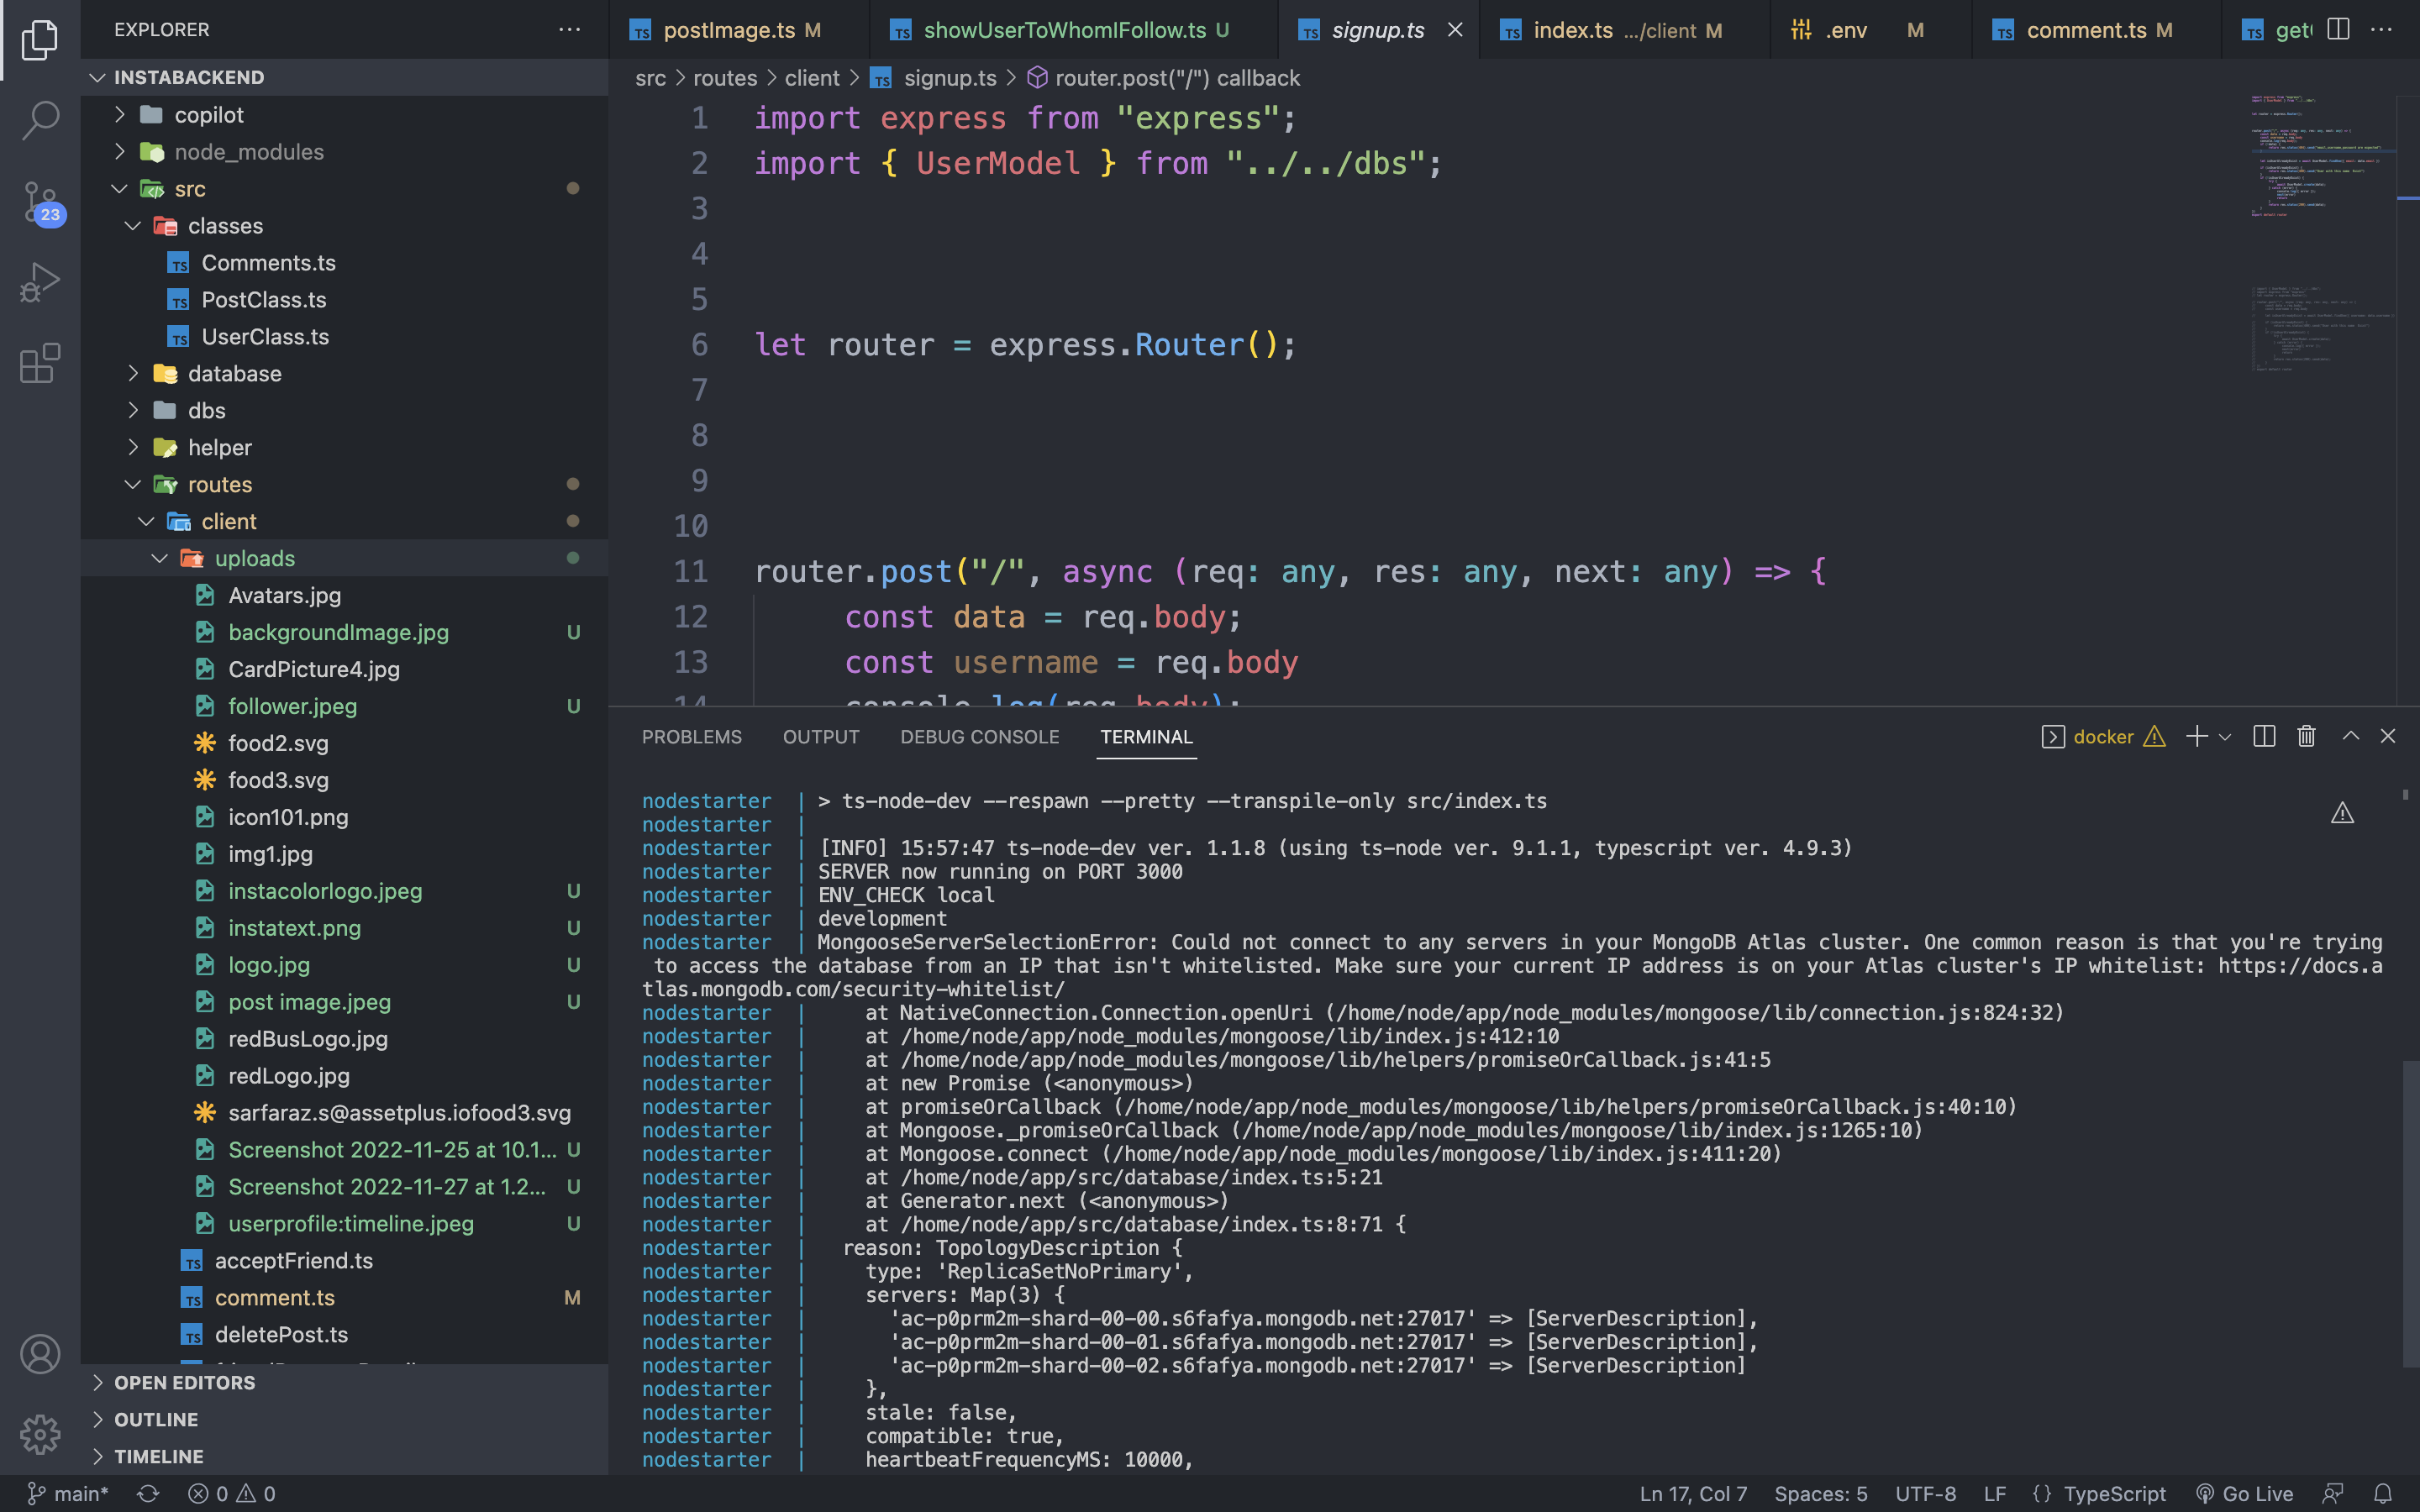 EXPLORER
INSTABACKEND
copilot
node_modules
src
classes
Comments.ts
PostClass.ts
UserClass.ts
database
dbs
helper
routes
client
uploads
Avatars.jpg
backgroundImage.jpg U
CardPicture4.jpg
follower.jpeg U
food2.svg
food3.svg
icon101.png
img1.jpg
instacolorlogo.jpeg U
instatext.png U
logo.jpg U
post image.jpeg U
redBusLogo.jpg
redLogo.jpg
sarfaraz.s@assetplus.iofood3.svg
Screenshot 2022-11-25 at 10.1... U
Screenshot 2022-11-27 at 1.2... U
userprofile:timeline.jpeg U
acceptFriend.ts
comment.ts M
deletePost.ts
OPEN EDITORS
OUTLINE
TIMELINE
23
TS postImage.ts M TS showUserToWhomIFollow.ts U TS signup.ts TS index.ts .../client M .env M TS comment.ts M TS get
src > routes > client > TS signup.ts > router.post("/") callback
1 import express from "express";
2 import { UserModel } from "../../dbs";
3
4
5
6 let router = express.Router();
7
8
9
10
11 router.post("/", async (req: any, res: any, next: any) => {
12 const data = req.body;
13 const username = req.body
14 console.log(req.body);
PROBLEMS OUTPUT DEBUG CONSOLE TERMINAL docker
nodestarter | > ts-node-dev --respawn --pretty --transpile-only src/index.ts
nodestarter |
nodestarter | [INFO] 15:57:47 ts-node-dev ver. 1.1.8 (using ts-node ver. 9.1.1, typescript ver. 4.9.3)
nodestarter | SERVER now running on PORT 3000
nodestarter | ENV_CHECK local
nodestarter | development
nodestarter | MongooseServerSelectionError: Could not connect to any servers in your MongoDB Atlas cluster. One common reason is that you're trying
to access the database from an IP that isn't whitelisted. Make sure your current IP address is on your Atlas cluster's IP whitelist: https://docs.a
tlas.mongodb.com/security-whitelist/
nodestarter | at NativeConnection.Connection.openUri (/home/node/app/node_modules/mongoose/lib/connection.js:824:32)
nodestarter | at /home/node/app/node_modules/mongoose/lib/index.js:412:10
nodestarter | at /home/node/app/node_modules/mongoose/lib/helpers/promiseOrCallback.js:41:5
nodestarter | at new Promise (<anonymous>)
nodestarter | at promiseOrCallback (/home/node/app/node_modules/mongoose/lib/helpers/promiseOrCallback.js:40:10)
nodestarter | at Mongoose._promiseOrCallback (/home/node/app/node_modules/mongoose/lib/index.js:1265:10)
nodestarter | at Mongoose.connect (/home/node/app/node_modules/mongoose/lib/index.js:411:20)
nodestarter | at /home/node/app/src/database/index.ts:5:21
nodestarter | at Generator.next (<anonymous>)
nodestarter | at /home/node/app/src/database/index.ts:8:71 {
nodestarter | reason: TopologyDescription {
nodestarter | type: 'ReplicaSetNoPrimary',
nodestarter | servers: Map(3) {
nodestarter | 'ac-p0prm2m-shard-00-00.s6fafya.mongodb.net:27017' => [ServerDescription],
nodestarter | 'ac-p0prm2m-shard-00-01.s6fafya.mongodb.net:27017' => [ServerDescription],
nodestarter | 'ac-p0prm2m-shard-00-02.s6fafya.mongodb.net:27017' => [ServerDescription]
nodestarter | },
nodestarter | stale: false,
nodestarter | compatible: true,
nodestarter | heartbeatFrequencyMS: 10000,
main* 0 0 Ln 17, Col 7 Spaces: 5 UTF-8 LF {} TypeScript Go Live